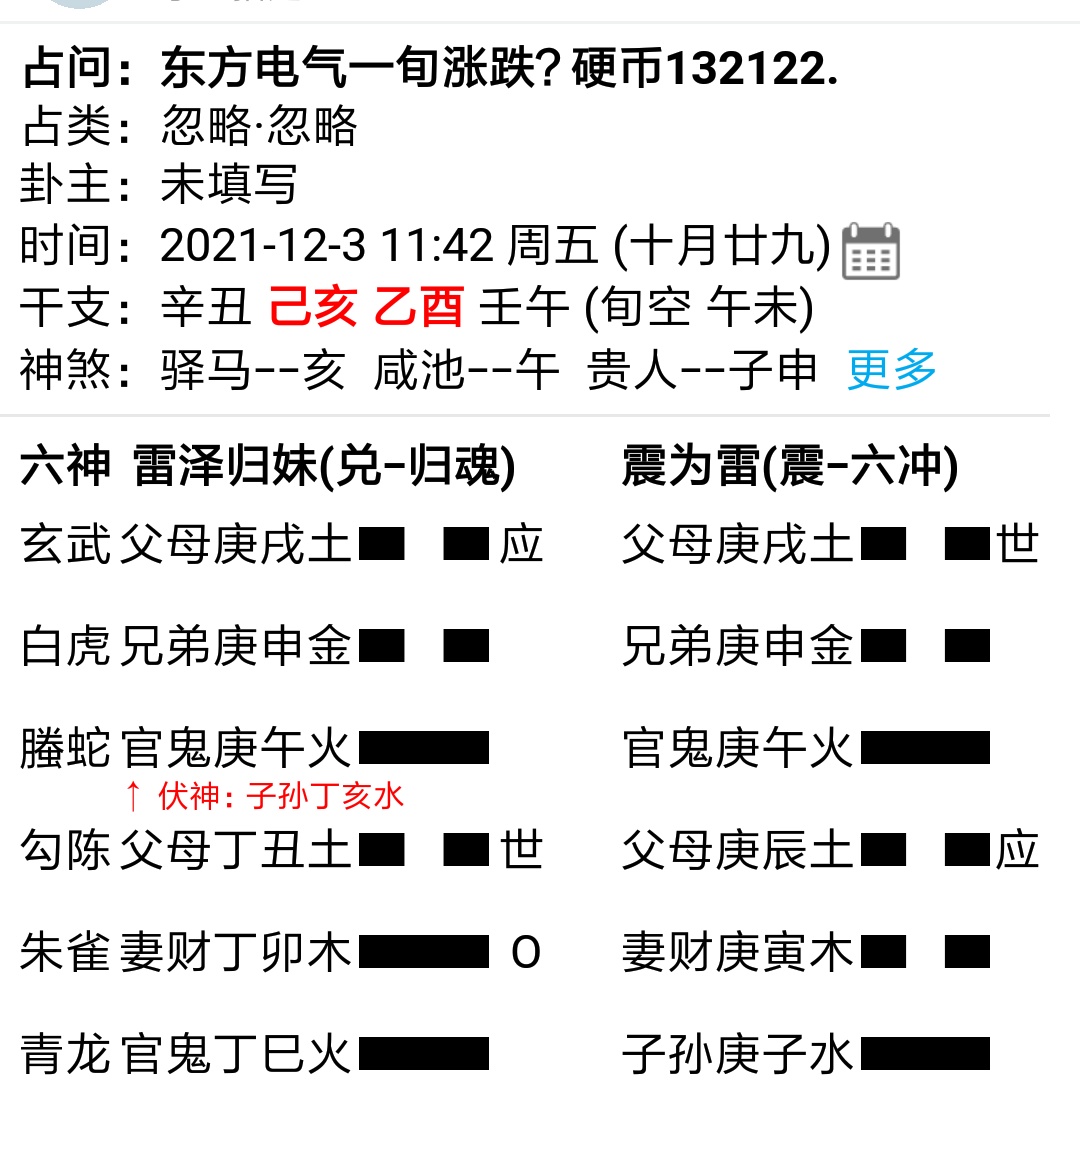 占问：东方电气一旬涨跌？硬币132122.
占类：忽略·忽略
卦主：未填写
时间：2021-12-3 11:42 周五 (十月廿九)
干支：辛丑 己亥 乙酉 壬午 (旬空 午未)
神煞：驿马--亥 咸池--午 贵人--子申 更多
六神 雷泽归妹(兑-归魂) 震为雷(震-六冲)
玄武 父母庚戌土 应 父母庚戌土 世
白虎 兄弟庚申金 兄弟庚申金
螣蛇 官鬼庚午火 官鬼庚午火
↑ 伏神：子孙丁亥水
勾陈 父母丁丑土 世 父母庚辰土 应
朱雀 妻财丁卯木 O 妻财庚寅木
青龙 官鬼丁巳火 子孙庚子水